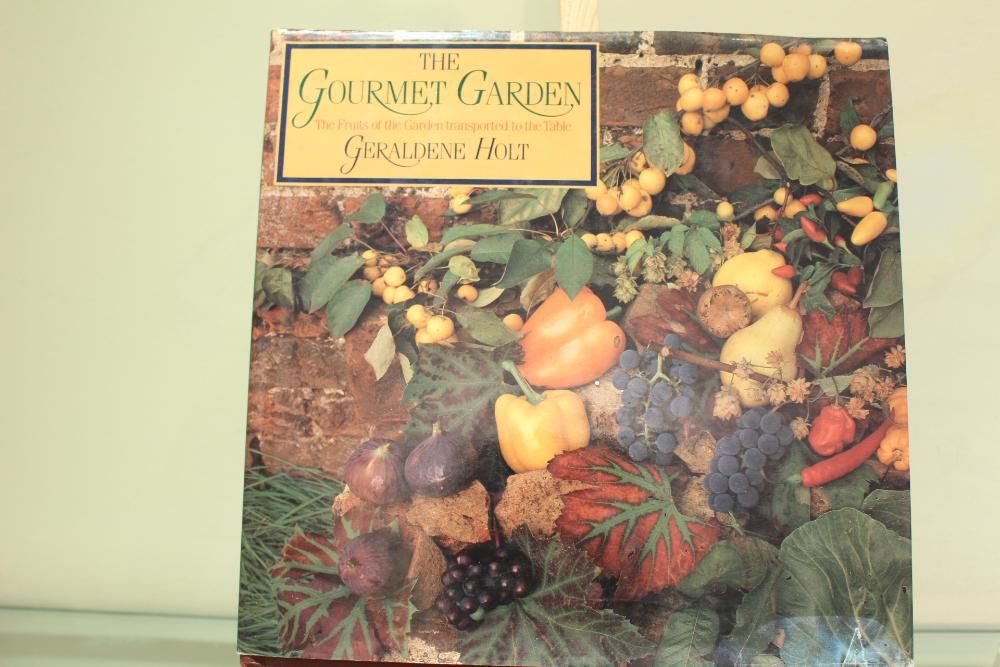 THE
GOURMET GARDEN
The Fruits of the Garden transported to the Table
GERALDENE HOLT